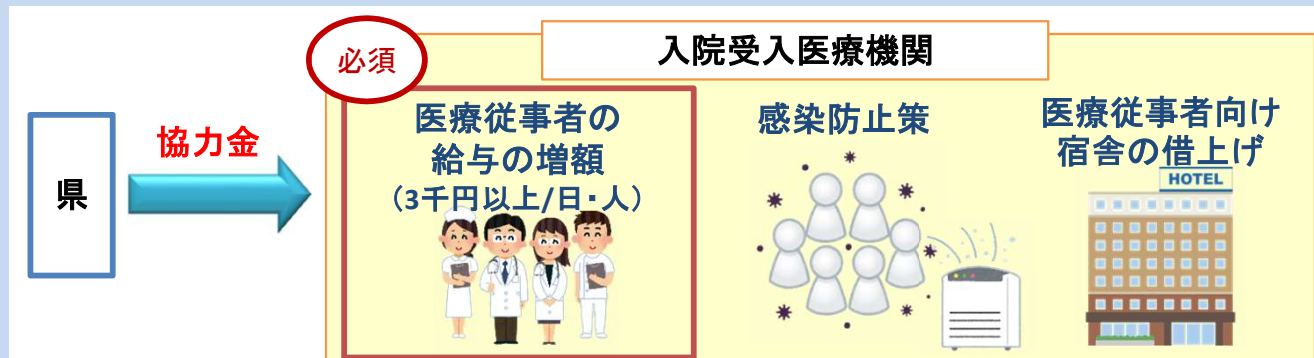 必須
入院受入医療機関
県
協力金
医療従事者の
給与の増額
（3千円以上/日・人）
感染防止策
医療従事者向け
宿舎の借上げ
HOTEL